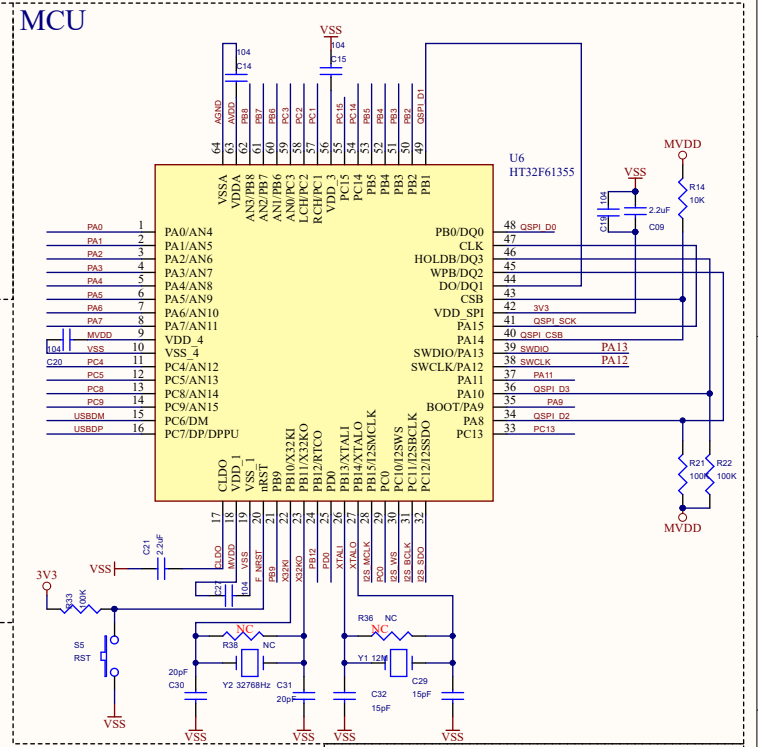 MCU
VSS
104
C14
104
C15
AGND
AVDD
PB8
PB7
PB6
PC3
PC2
PC1
PC15
PC14
PB5
PB4
PB3
PB2
QSPI_D1
64
63
62
61
60
59
58
57
56
55
54
53
52
51
50
49
VSSA
VDDA
AN3/PB8
AN2/PB7
AN1/PB6
AN0/PC3
LCH/PC2
RCH/PC1
VDD_3
PC15
PC14
PB5
PB4
PB3
PB2
PB1
U6
HT32F61355
MVDD
R14
10K
VSS
104
C19
2.2uF
C09
PA0 1 PA0/AN4
PA1 2 PA1/AN5
PA2 3 PA2/AN6
PA3 4 PA3/AN7
PA4 5 PA4/AN8
PA5 6 PA5/AN9
PA6 7 PA6/AN10
PA7 8 PA7/AN11
MVDD 9 VDD_4
VSS 10 VSS_4
PC4 11 PC4/AN12
PC5 12 PC5/AN13
PC8 13 PC8/AN14
PC9 14 PC9/AN15
USBDM 15 PC6/DM
USBDP 16 PC7/DP/DPPU
104
C20
PB0/DQ0 48 QSPI_D0
CLK 47
HOLDB/DQ3 46
WPB/DQ2 45
DO/DQ1 44
CSB 43
VDD_SPI 42 3V3
PA15 41 QSPI_SCK
PA14 40 QSPI_CSB
SWDIO/PA13 39 SWDIO PA13
SWCLK/PA12 38 SWCLK PA12
PA11 37 PA11
PA10 36 QSPI_D3
BOOT/PA9 35 PA9
PA8 34 QSPI_D2
PC13 33 PC13
R21
100K
R22
100K
MVDD
CLDO
VDD_1
VSS_1
nRST
PB9
PB10/X32KI
PB11/X32KO
PB12/RTCO
PD0
PB13/XTALI
PB14/XTALO
PB15/I2SMCLK
PC0
PC10/I2SWS
PC11/I2SBCLK
PC12/I2SSDO
17
18
19
20
21
22
23
24
25
26
27
28
29
30
31
32
CLDO
MVDD
VSS
F_NRST
PB9
X32KI
X32KO
PB12
PD0
XTALI
XTALO
I2S_MCLK
PC0
I2S_WS
I2S_BCLK
I2S_SDO
C21
2.2uF
VSS
C27
104
3V3
R33
100K
S5
RST
VSS
NC
R38 NC
Y2 32768Hz
20pF
C30
C31
20pF
VSS
VSS
R36 NC
NC
Y1 12M
C32
15pF
C29
15pF
VSS
VSS